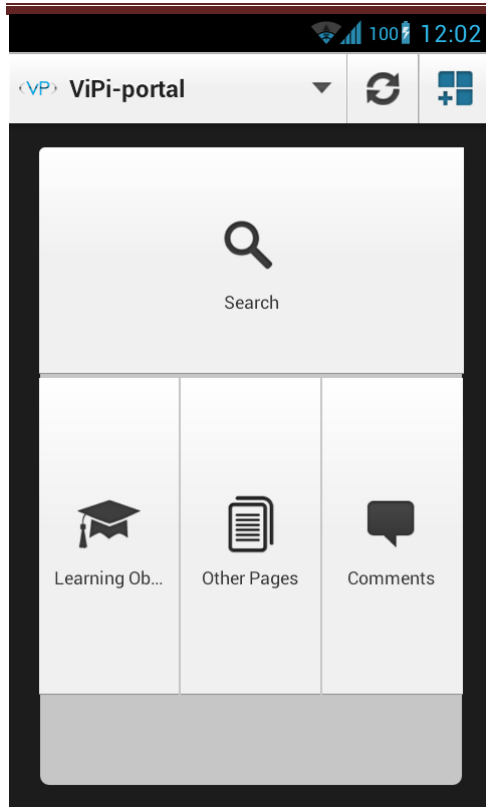 100 12:02
<VP> ViPi-portal
Search
Learning Ob...
Other Pages
Comments